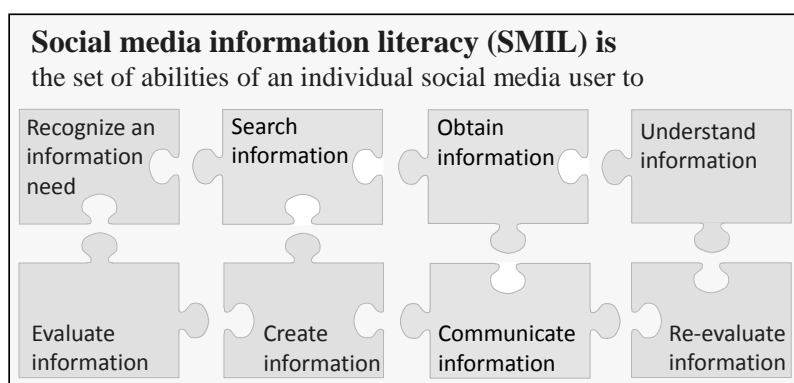 Social media information literacy (SMIL) is
the set of abilities of an individual social media user to
Recognize an
information
need
Search
information
Obtain
information
Understand
information
Evaluate
information
Create
information
Communicate
information
Re-evaluate
information